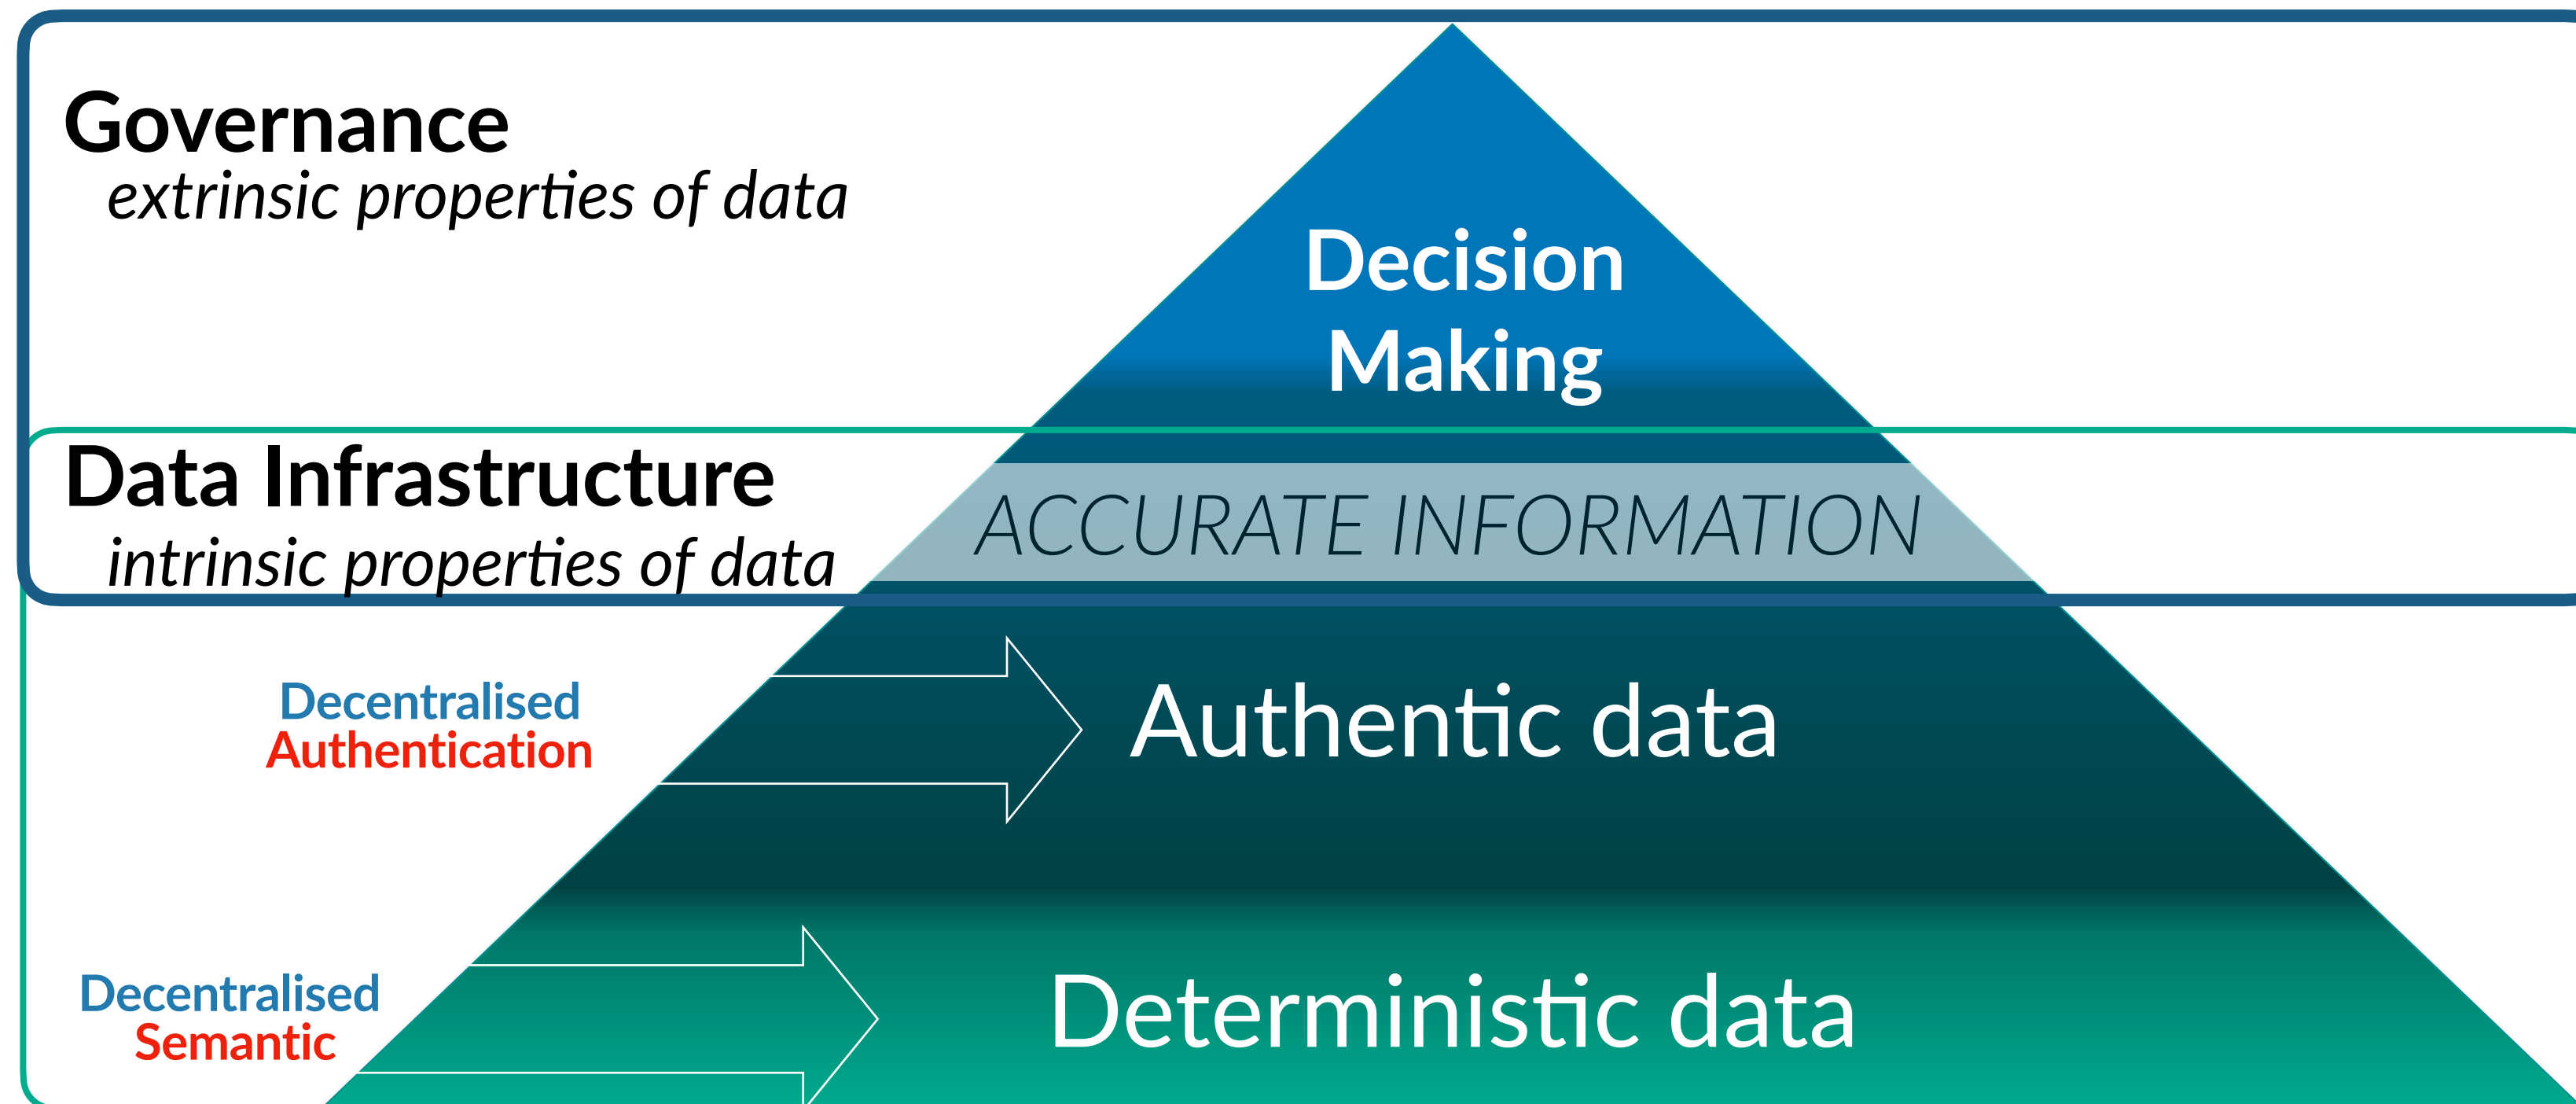 Governance
extrinsic properties of data
Decision
Making
Data Infrastructure
intrinsic properties of data
ACCURATE INFORMATION
Decentralised
Authentication
Authentic data
Decentralised
Semantic
Deterministic data